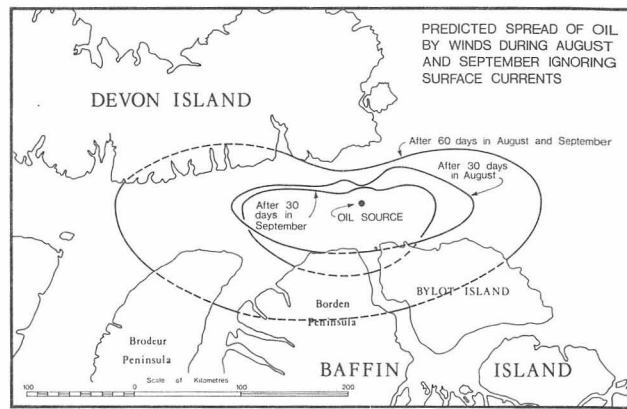 PREDICTED SPREAD OF OIL
BY WINDS DURING AUGUST
AND SEPTEMBER IGNORING
SURFACE CURRENTS
DEVON ISLAND
After 60 days in August and September
After 30 days
in August
After 30
days in
September
OIL SOURCE
BYLOT ISLAND
Borden
Peninsula
Brodeur
Peninsula
BAFFIN
ISLAND
Scale of Kilometres
100
0
100
200